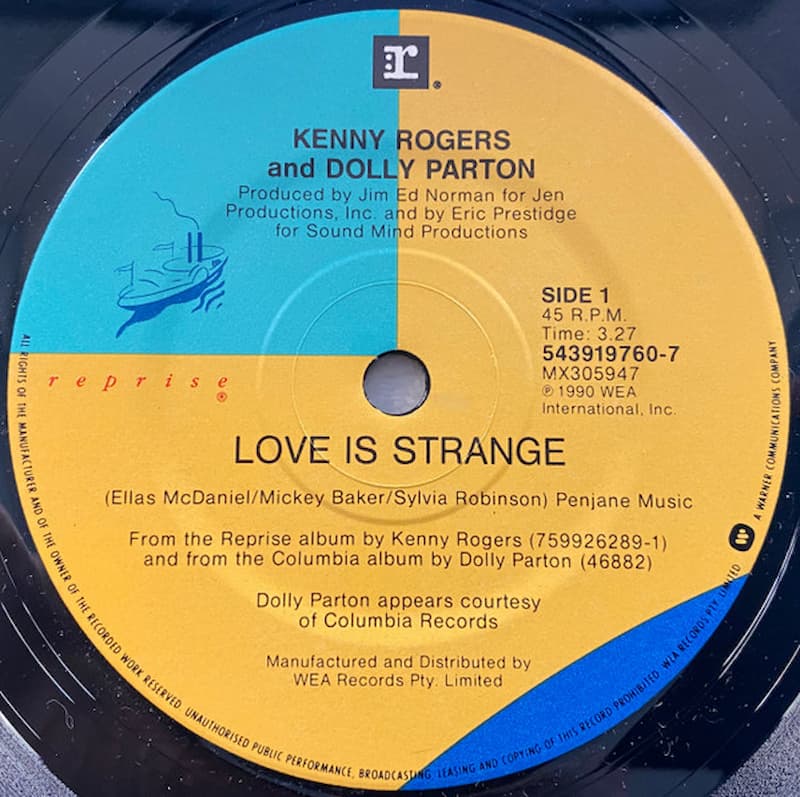 r
KENNY ROGERS
and DOLLY PARTON
Produced by Jim Ed Norman for Jen
Productions, Inc. and by Eric Prestidge
for Sound Mind Productions
SIDE 1
45 R.P.M.
Time: 3.27
543919760-7
MX305947
℗ 1990 WEA
International, Inc.
reprise
®
LOVE IS STRANGE
(Ellas McDaniel/Mickey Baker/Sylvia Robinson) Penjane Music
From the Reprise album by Kenny Rogers (759926289-1)
and from the Columbia album by Dolly Parton (46882)
Dolly Parton appears courtesy
of Columbia Records
Manufactured and Distributed by
WEA Records Pty. Limited
ALL RIGHTS OF THE MANUFACTURER AND OF THE OWNER OF THE RECORDED WORK RESERVED. UNAUTHORISED PUBLIC PERFORMANCE, BROADCASTING, LEASING AND COPYING OF THIS RECORD PROHIBITED. WEA RECORDS PTY. LIMITED
A WARNER COMMUNICATIONS COMPANY